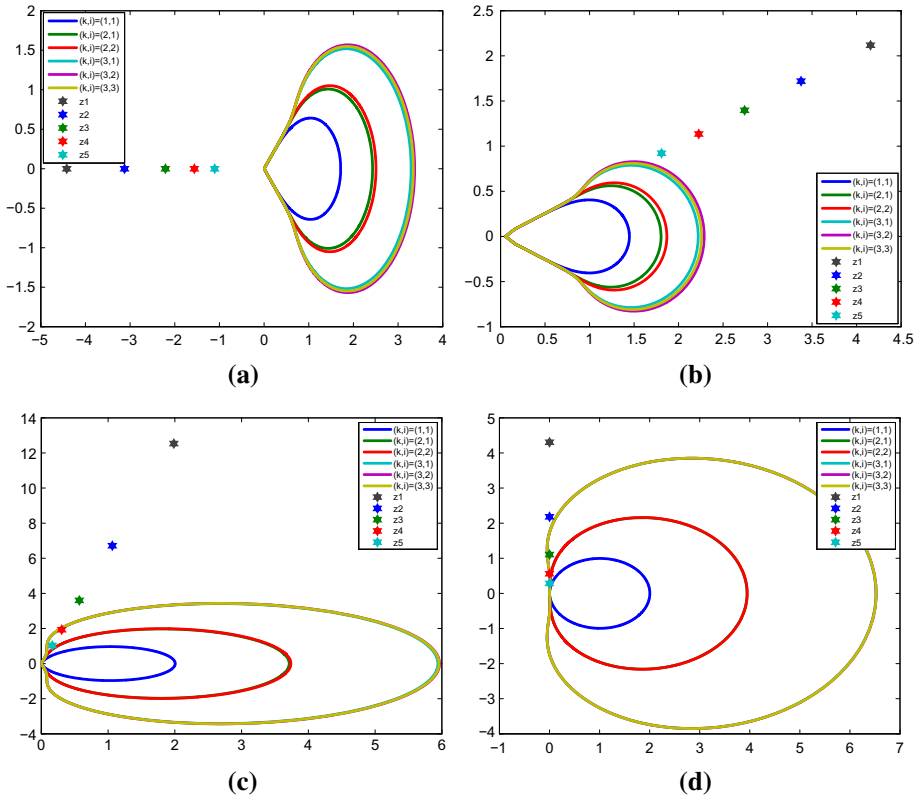 2
1.5
1
0.5
0
−0.5
−1
−1.5
−2
−5 −4 −3 −2 −1 0 1 2 3 4
(k,i)=(1,1)
(k,i)=(2,1)
(k,i)=(2,2)
(k,i)=(3,1)
(k,i)=(3,2)
(k,i)=(3,3)
z1
z2
z3
z4
z5
(a)
2.5
2
1.5
1
0.5
0
−0.5
−1
0 0.5 1 1.5 2 2.5 3 3.5 4 4.5
(k,i)=(1,1)
(k,i)=(2,1)
(k,i)=(2,2)
(k,i)=(3,1)
(k,i)=(3,2)
(k,i)=(3,3)
z1
z2
z3
z4
z5
(b)
14
12
10
8
6
4
2
0
−2
−4
0 1 2 3 4 5 6
(k,i)=(1,1)
(k,i)=(2,1)
(k,i)=(2,2)
(k,i)=(3,1)
(k,i)=(3,2)
(k,i)=(3,3)
z1
z2
z3
z4
z5
(c)
5
4
3
2
1
0
−1
−2
−3
−4
−1 0 1 2 3 4 5 6 7
(k,i)=(1,1)
(k,i)=(2,1)
(k,i)=(2,2)
(k,i)=(3,1)
(k,i)=(3,2)
(k,i)=(3,3)
z1
z2
z3
z4
z5
(d)